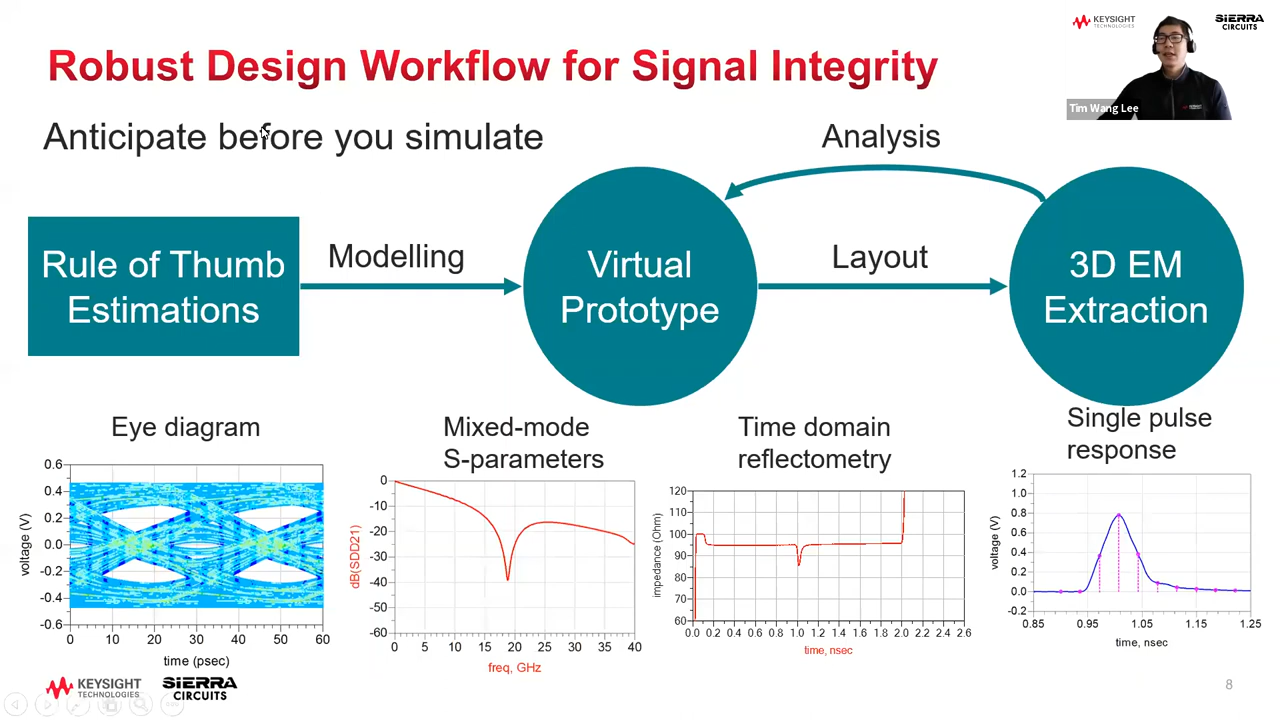 KEYSIGHT
TECHNOLOGIES
SIERRA
CIRCUITS
Tim Wang Lee
Robust Design Workflow for Signal Integrity
Anticipate before you simulate
Analysis
Rule of Thumb
Estimations
Modelling
Virtual
Prototype
Layout
3D EM
Extraction
Eye diagram
0.6
0.4
0.2
0.0
-0.2
-0.4
-0.6
voltage (V)
0 10 20 30 40 50 60
time (psec)
Mixed-mode
S-parameters
0
-10
-20
-30
-40
-50
-60
dB(SDD21)
0 5 10 15 20 25 30 35 40
freq, GHz
Time domain
reflectometry
120
110
100
90
80
70
60
impedance (Ohm)
0.0 0.2 0.4 0.6 0.8 1.0 1.2 1.4 1.6 1.8 2.0 2.2 2.4 2.6
time, nsec
Single pulse
response
1.2
1.0
0.8
0.6
0.4
0.2
0.0
-0.2
voltage (V)
0.85 0.95 1.05 1.15 1.25
time, nsec
KEYSIGHT
TECHNOLOGIES
SIERRA
CIRCUITS
8